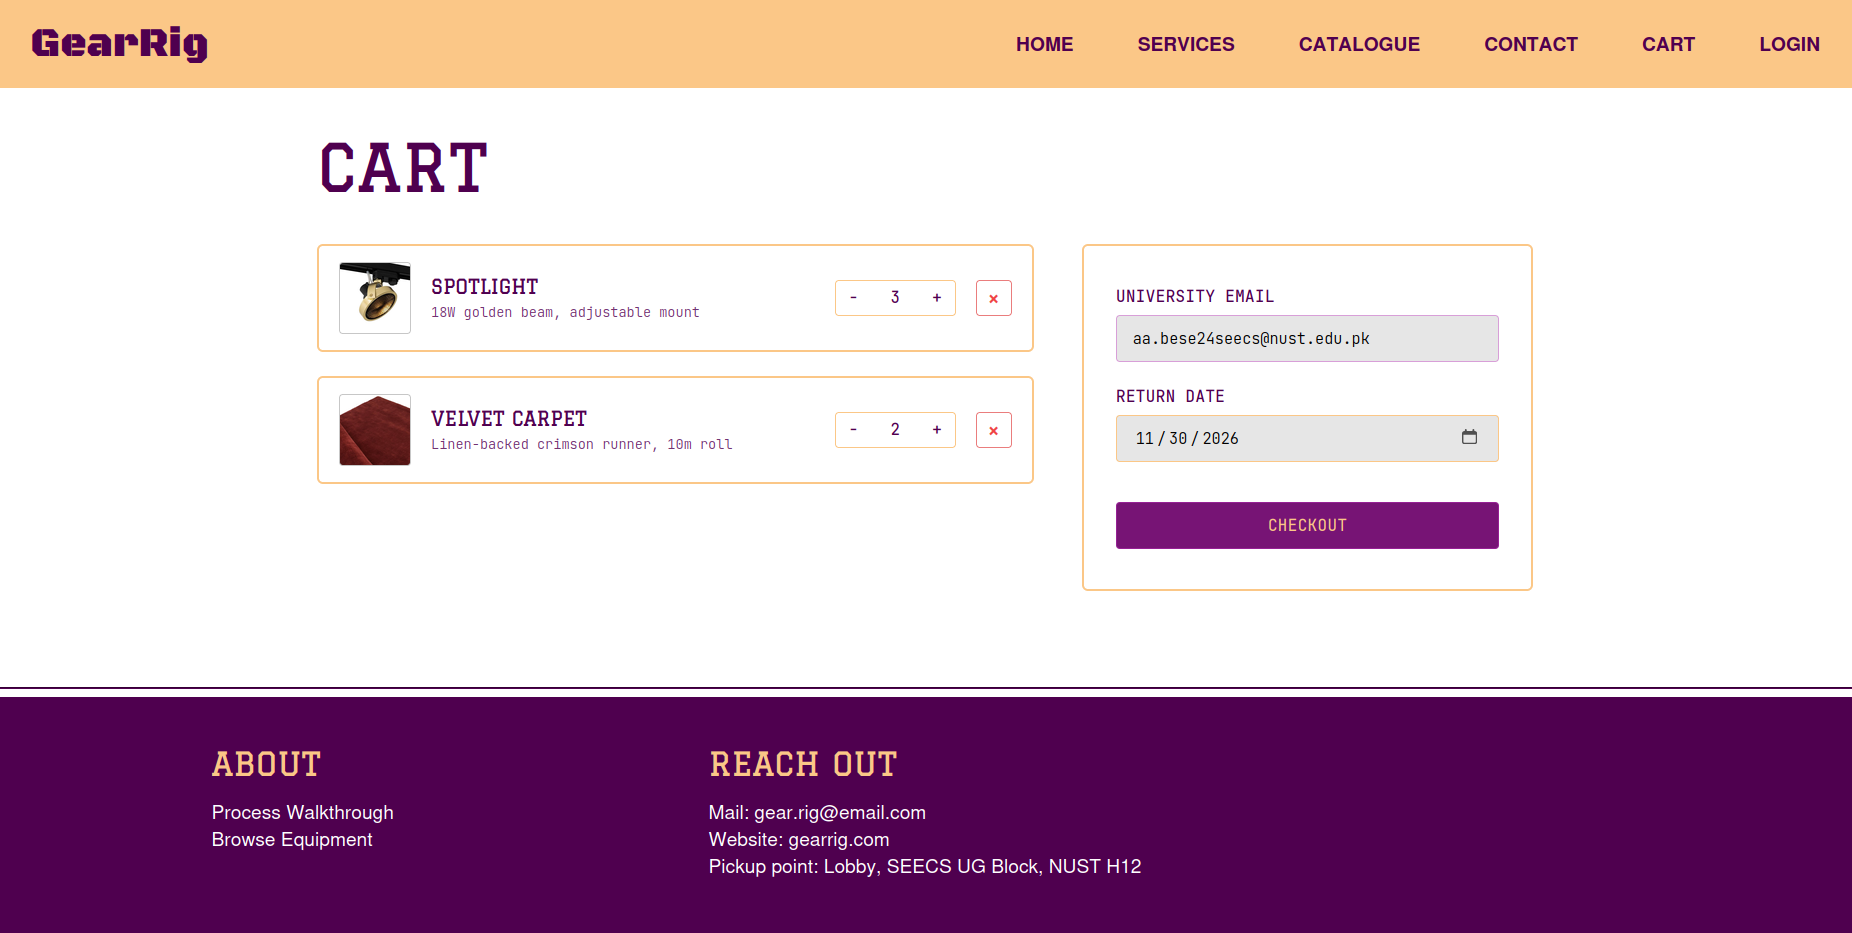 GearRig
HOME SERVICES CATALOGUE CONTACT CART LOGIN
CART
SPOTLIGHT
18W golden beam, adjustable mount
- 3 + ×
VELVET CARPET
Linen-backed crimson runner, 10m roll
- 2 + ×
UNIVERSITY EMAIL
aa.bese24seecs@nust.edu.pk
RETURN DATE
11/30/2026
CHECKOUT
ABOUT
Process Walkthrough
Browse Equipment
REACH OUT
Mail: gear.rig@email.com
Website: gearrig.com
Pickup point: Lobby, SEECS UG Block, NUST H12